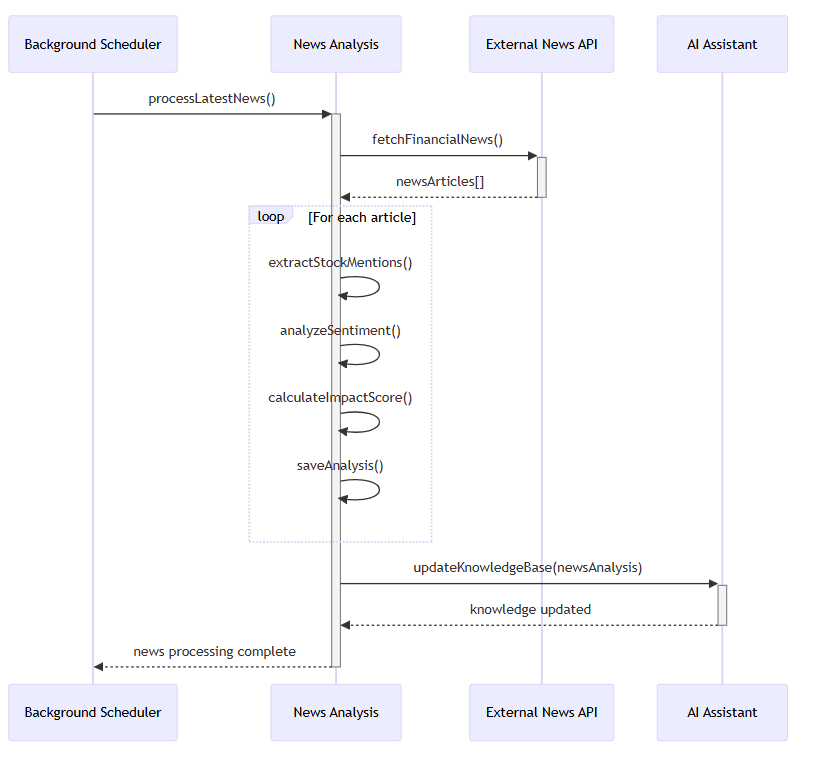 Background Scheduler
News Analysis
External News API
AI Assistant
processLatestNews()
fetchFinancialNews()
newsArticles[]
loop
[For each article]
extractStockMentions()
analyzeSentiment()
calculateImpactScore()
saveAnalysis()
updateKnowledgeBase(newsAnalysis)
knowledge updated
news processing complete
Background Scheduler
News Analysis
External News API
AI Assistant